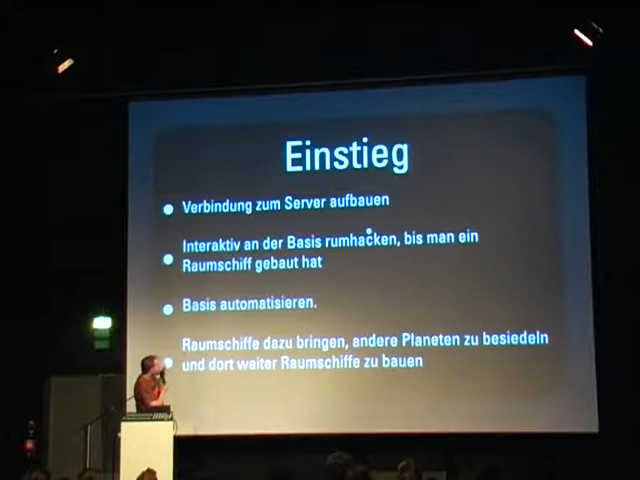 Einstieg
Verbindung zum Server aufbauen
Interaktiv an der Basis rumhacken, bis man ein
Raumschiff gebaut hat
Basis automatisieren.
Raumschiffe dazu bringen, andere Planeten zu besiedeln
und dort weiter Raumschiffe zu bauen